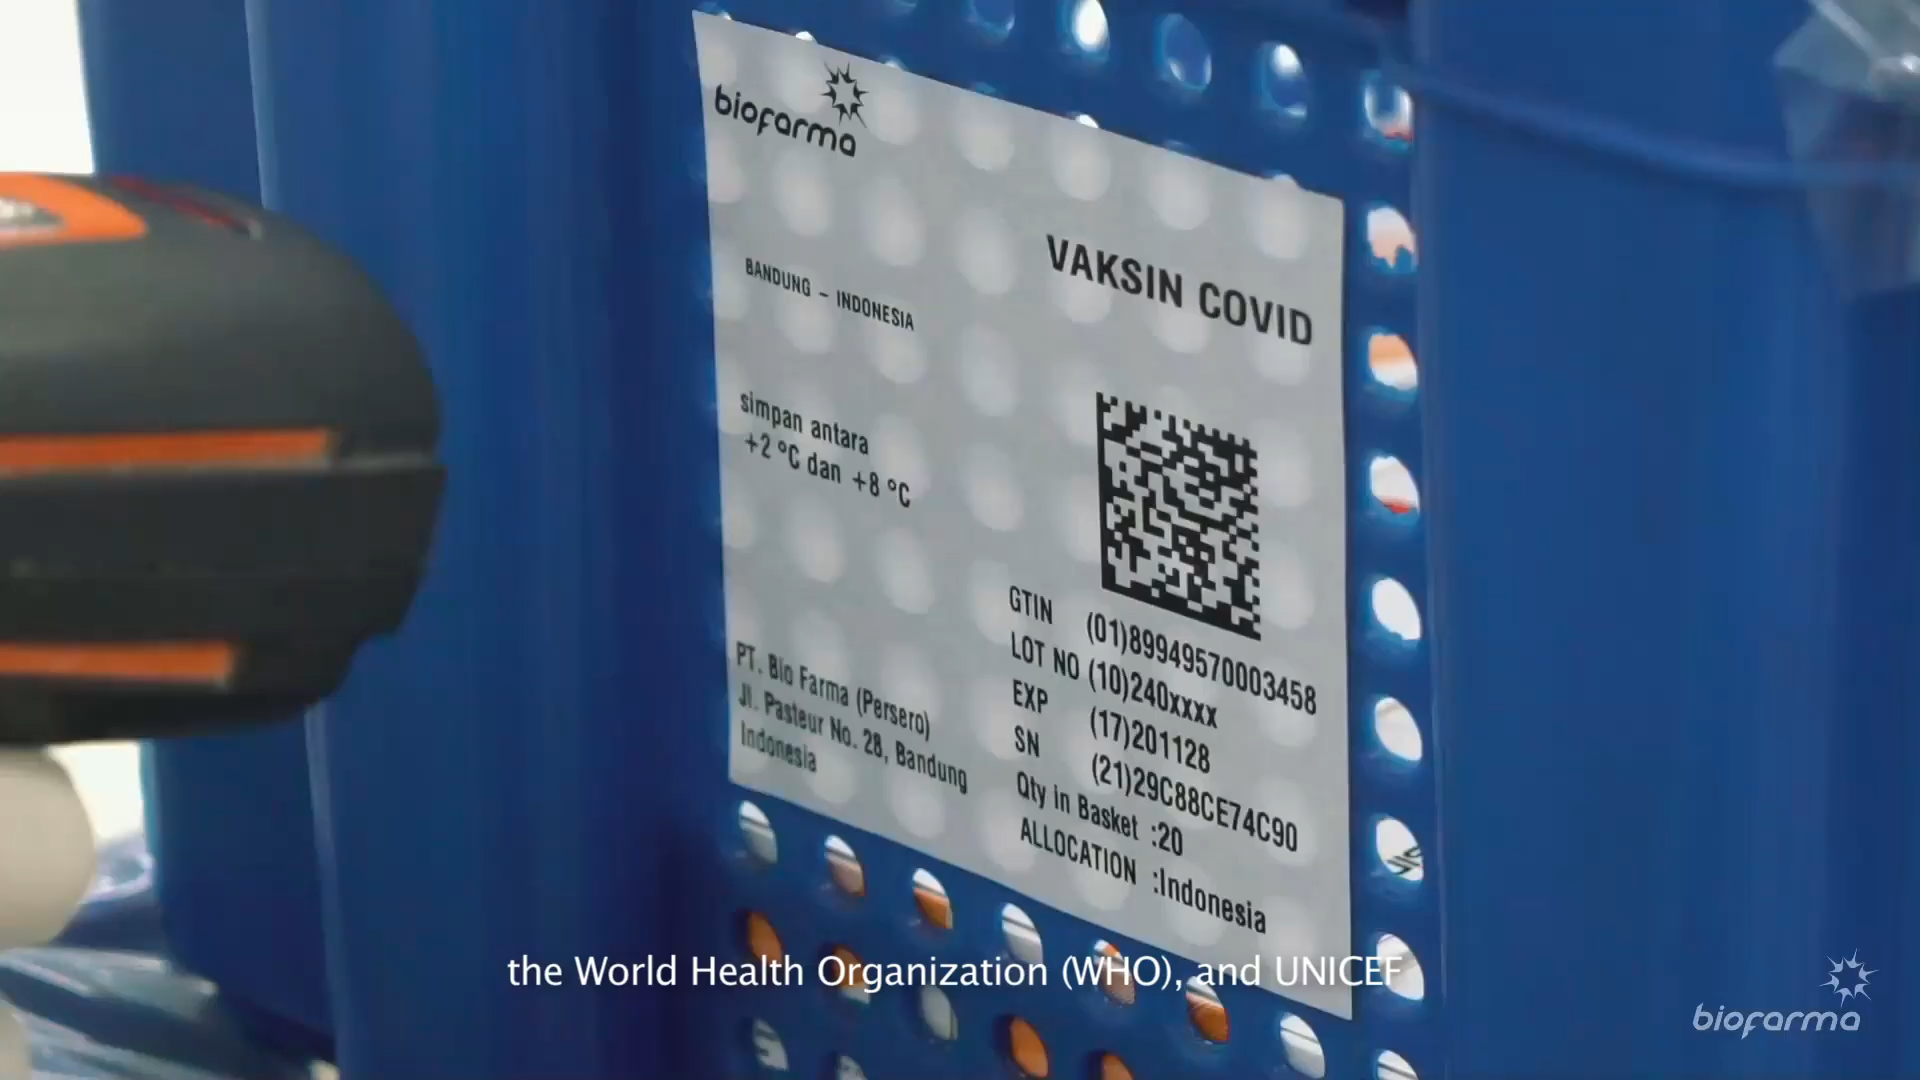 biofarma
VAKSIN COVID
BANDUNG – INDONESIA
simpan antara
+2 °C dan +8 °C
GTIN (01)89949570003458
LOT NO (10)240xxxx
EXP (17)201128
SN (21)29C88CE74C90
Qty in Basket :20
ALLOCATION :Indonesia
PT. Bio Farma (Persero)
Jl. Pasteur No. 28, Bandung
Indonesia
the World Health Organization (WHO), and UNICEF
biofarma